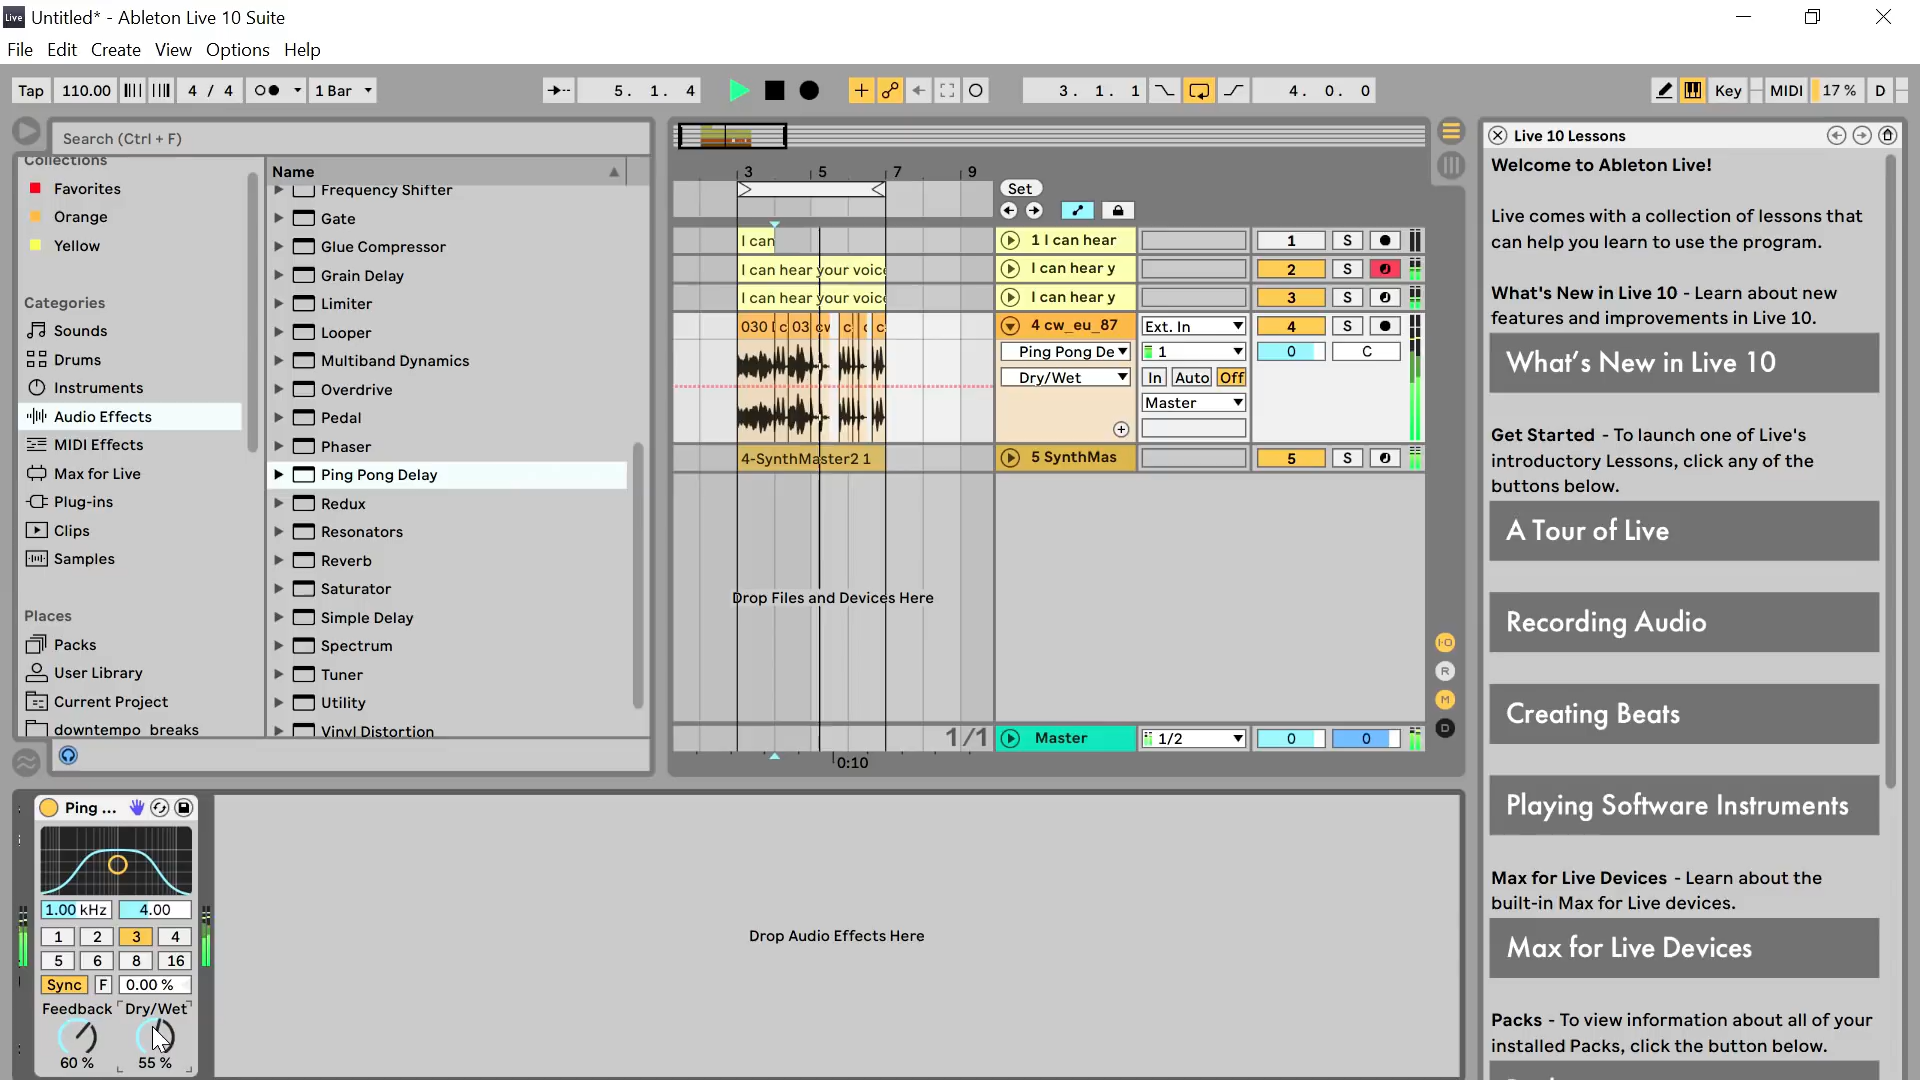 Live Untitled* - Ableton Live 10 Suite
File Edit Create View Options Help
Tap 110.00 4 / 4 1 Bar 5. 1. 4 3. 1. 1 4. 0. 0 Key MIDI 17 % D
Search (Ctrl + F)
Collections
Favorites
Orange
Yellow
Categories
Sounds
Drums
Instruments
Audio Effects
MIDI Effects
Max for Live
Plug-ins
Clips
Samples
Places
Packs
User Library
Current Project
downtempo breaks
Name
Frequency Shifter
Gate
Glue Compressor
Grain Delay
Limiter
Looper
Multiband Dynamics
Overdrive
Pedal
Phaser
Ping Pong Delay
Redux
Resonators
Reverb
Saturator
Simple Delay
Spectrum
Tuner
Utility
Vinyl Distortion
3 5 7 9
Set
I can 1 I can hear 1 S
I can hear your voice I can hear y 2 S
I can hear your voice I can hear y 3 S
030 c 03 cw c c 4 cw_eu_87 Ext. In 4 S
Ping Pong De 1 0 C
Dry/Wet In Auto Off
Master
4-SynthMaster2 1 5 SynthMas 5 S
Drop Files and Devices Here
I·O
R
M
D
1/1 Master 1/2 0 0
0:10
Live 10 Lessons
Welcome to Ableton Live!
Live comes with a collection of lessons that
can help you learn to use the program.
What's New in Live 10 - Learn about new
features and improvements in Live 10.
What's New in Live 10
Get Started - To launch one of Live's
introductory Lessons, click any of the
buttons below.
A Tour of Live
Recording Audio
Creating Beats
Playing Software Instruments
Max for Live Devices - Learn about the
built-in Max for Live devices.
Max for Live Devices
Packs - To view information about all of your
installed Packs, click the button below.
Ping ...
1.00 kHz 4.00
1 2 3 4
5 6 8 16
Sync F 0.00 %
Feedback Dry/Wet
60 % 55 %
Drop Audio Effects Here